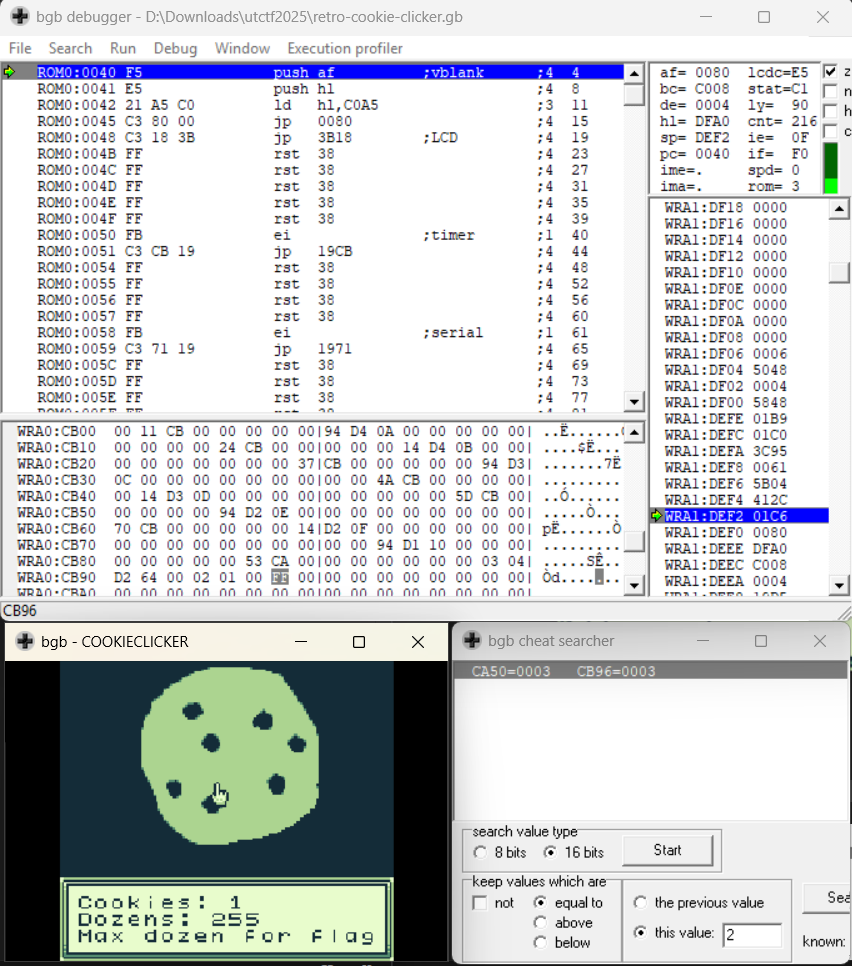 bgb debugger - D:\Downloads\utctf2025\retro-cookie-clicker.gb
File Search Run Debug Window Execution profiler
ROM0:0040 F5 push af ;vblank ;4 4
ROM0:0041 E5 push hl ;4 8
ROM0:0042 21 A5 C0 ld hl,C0A5 ;3 11
ROM0:0045 C3 80 00 jp 0080 ;4 15
ROM0:0048 C3 18 3B jp 3B18 ;LCD ;4 19
ROM0:004B FF rst 38 ;4 23
ROM0:004C FF rst 38 ;4 27
ROM0:004D FF rst 38 ;4 31
ROM0:004E FF rst 38 ;4 35
ROM0:004F FF rst 38 ;4 39
ROM0:0050 FB ei ;timer ;1 40
ROM0:0051 C3 CB 19 jp 19CB ;4 44
ROM0:0054 FF rst 38 ;4 48
ROM0:0055 FF rst 38 ;4 52
ROM0:0056 FF rst 38 ;4 56
ROM0:0057 FF rst 38 ;4 60
ROM0:0058 FB ei ;serial ;1 61
ROM0:0059 C3 71 19 jp 1971 ;4 65
ROM0:005C FF rst 38 ;4 69
ROM0:005D FF rst 38 ;4 73
ROM0:005E FF rst 38 ;4 77
af= 0080 lcdc=E5 z
bc= C008 stat=C1 n
de= 0004 ly= 90 h
hl= DFA0 cnt= 216 c
sp= DEF2 ie= 0F
pc= 0040 if= F0
ime=. spd= 0
ima=. rom= 3
WRA1:DF18 0000
WRA1:DF16 0000
WRA1:DF14 0000
WRA1:DF12 0000
WRA1:DF10 0000
WRA1:DF0E 0000
WRA1:DF0C 0000
WRA1:DF0A 0000
WRA1:DF08 0000
WRA1:DF06 0006
WRA1:DF04 5048
WRA1:DF02 0004
WRA1:DF00 5848
WRA1:DEFE 01B9
WRA1:DEFC 01C0
WRA1:DEFA 3C95
WRA1:DEF8 0061
WRA1:DEF6 5B04
WRA1:DEF4 412C
WRA1:DEF2 01C6
WRA1:DEF0 0080
WRA1:DEEE DFA0
WRA1:DEEC C008
WRA1:DEEA 0004
WRA0:CB00 00 11 CB 00 00 00 00 00|94 D4 0A 00 00 00 00 00| ..Ë......
WRA0:CB10 00 00 00 00 24 CB 00 00|00 00 00 14 D4 0B 00 00| ....$Ë...
WRA0:CB20 00 00 00 00 00 00 00 37|CB 00 00 00 00 00 94 D3| .......7Ë
WRA0:CB30 0C 00 00 00 00 00 00 00|00 00 4A CB 00 00 00 00| .........
WRA0:CB40 00 14 D3 0D 00 00 00 00|00 00 00 00 00 5D CB 00| ..Ó......
WRA0:CB50 00 00 00 00 94 D2 0E 00|00 00 00 00 00 00 00 00| .....Ò...
WRA0:CB60 70 CB 00 00 00 00 00 14|D2 0F 00 00 00 00 00 00| pË......Ò
WRA0:CB70 00 00 00 00 00 00 00 00|00 00 94 D1 10 00 00 00| .........
WRA0:CB80 00 00 00 00 00 53 CA 00|00 00 00 00 00 00 03 04| .....SÊ..
WRA0:CB90 D2 64 00 02 01 00 FF 00|00 00 00 00 00 00 00 00| Òd.......
CB96
bgb - COOKIECLICKER
Cookies: 1
Dozens: 255
Max dozen for flag
bgb cheat searcher
CA50=0003 CB96=0003
search value type
8 bits 16 bits Start
keep values which are
not equal to
above
below
the previous value
this value: 2
known: